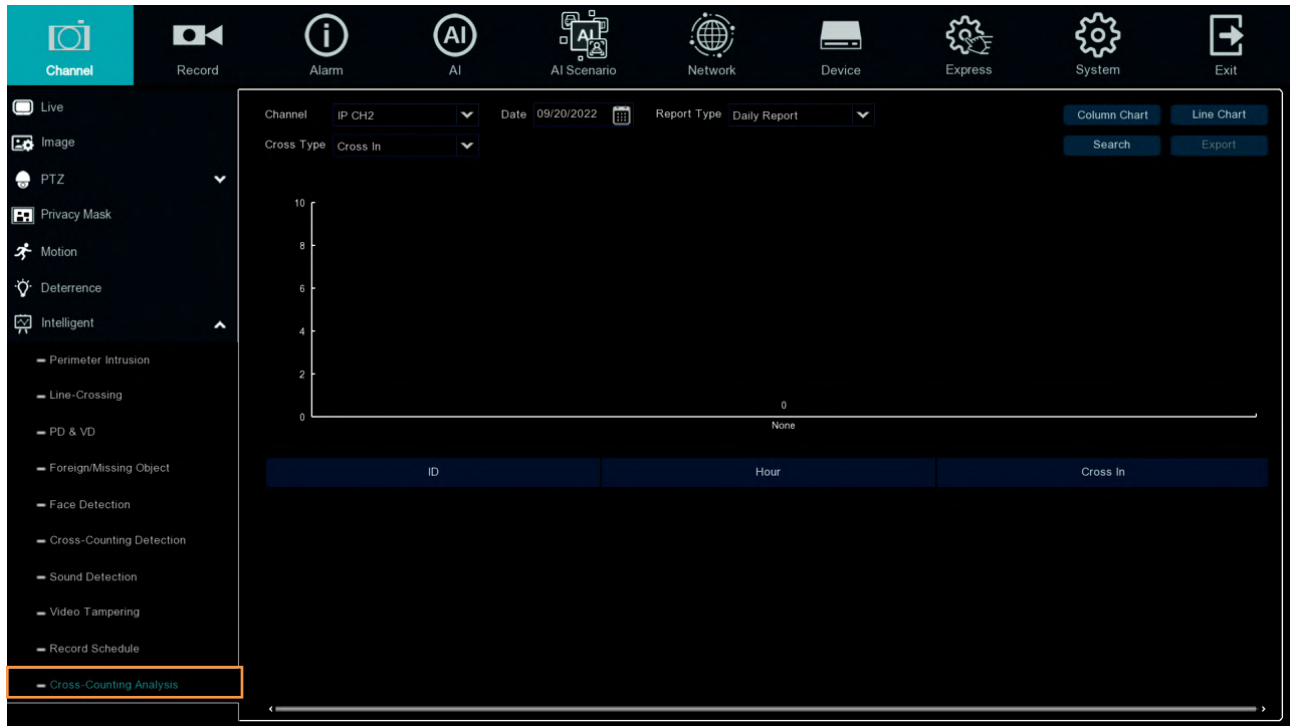 Channel Record Alarm AI AI Scenario Network Device Express System Exit
Live
Image
PTZ
Privacy Mask
Motion
Deterrence
Intelligent
Perimeter Intrusion
Line-Crossing
PD & VD
Foreign/Missing Object
Face Detection
Cross-Counting Detection
Sound Detection
Video Tampering
Record Schedule
Cross-Counting Analysis
Channel IP CH2 Date 09/20/2022 Report Type Daily Report Column Chart Line Chart
Cross Type Cross In Search Export
10
8
6
4
2
0
0
None
ID Hour Cross In